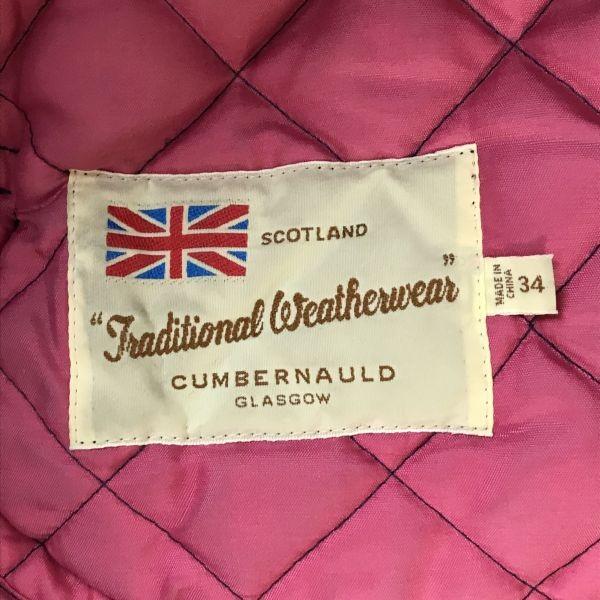 SCOTLAND
"Traditional Weatherwear"
CUMBERNAULD
GLASGOW
MADE IN
CHINA
34